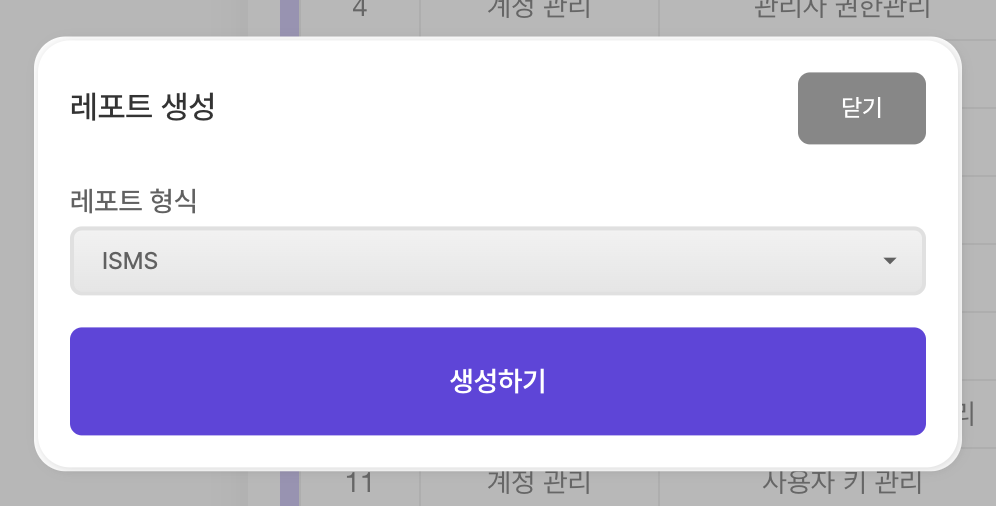 4 계정 관리 관리자 권한관리
레포트 생성
닫기
레포트 형식
ISMS
생성하기
리
11 계정 관리 사용자 키 관리